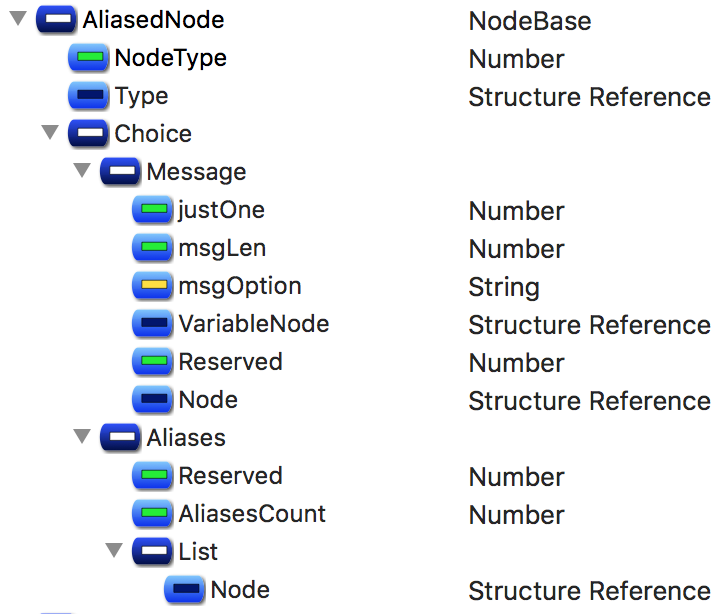 AliasedNode NodeBase
NodeType Number
Type Structure Reference
Choice
Message
justOne Number
msgLen Number
msgOption String
VariableNode Structure Reference
Reserved Number
Node Structure Reference
Aliases
Reserved Number
AliasesCount Number
List
Node Structure Reference